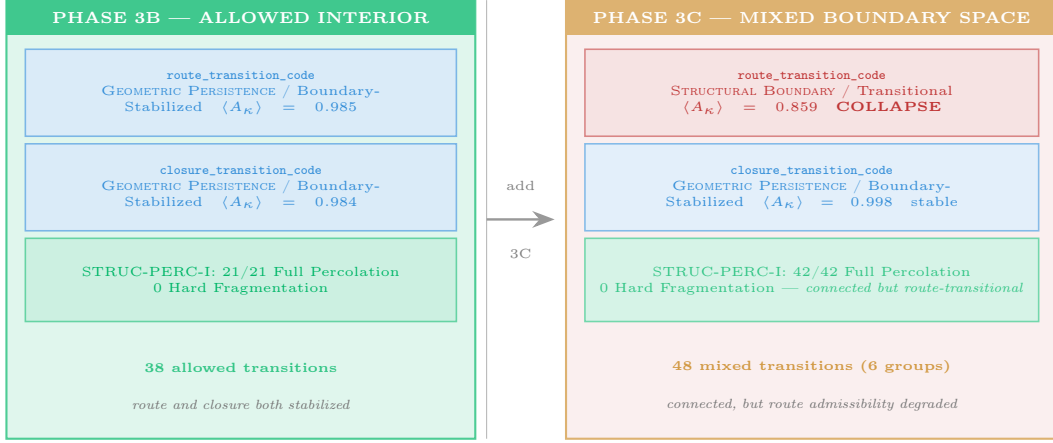 PHASE 3B — ALLOWED INTERIOR
route_transition_code
Geometric Persistence / Boundary-
Stabilized ⟨Aκ⟩ = 0.985
closure_transition_code
Geometric Persistence / Boundary-
Stabilized ⟨Aκ⟩ = 0.984
STRUC-PERC-I: 21/21 Full Percolation
0 Hard Fragmentation
38 allowed transitions
route and closure both stabilized
add
3C
PHASE 3C — MIXED BOUNDARY SPACE
route_transition_code
Structural Boundary / Transitional
⟨Aκ⟩ = 0.859 COLLAPSE
closure_transition_code
Geometric Persistence / Boundary-
Stabilized ⟨Aκ⟩ = 0.998 stable
STRUC-PERC-I: 42/42 Full Percolation
0 Hard Fragmentation — connected but route-transitional
48 mixed transitions (6 groups)
connected, but route admissibility degraded